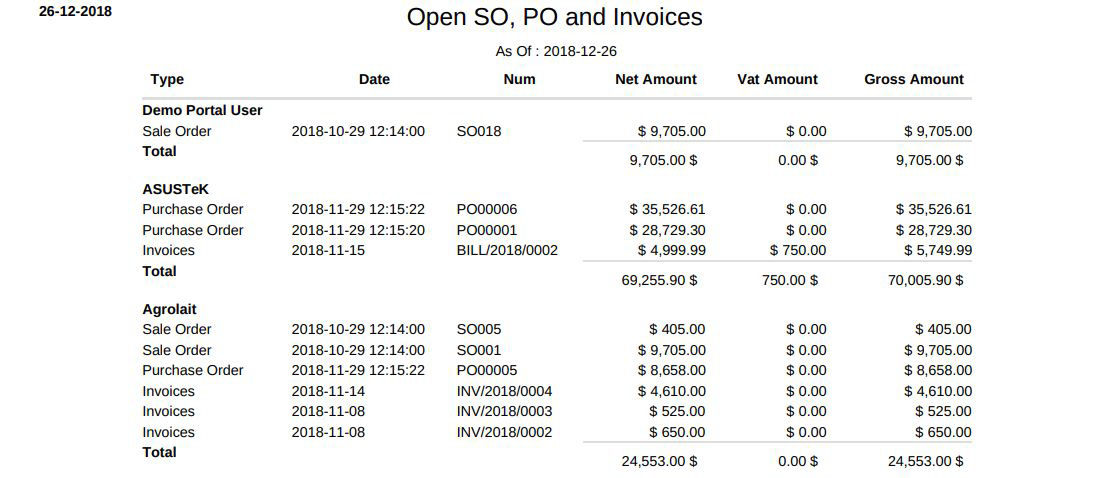 26-12-2018
Open SO, PO and Invoices
As Of : 2018-12-26
Type Date Num Net Amount Vat Amount Gross Amount
Demo Portal User
Sale Order 2018-10-29 12:14:00 SO018 $ 9,705.00 $ 0.00 $ 9,705.00
Total 9,705.00 $ 0.00 $ 9,705.00 $
ASUSTeK
Purchase Order 2018-11-29 12:15:22 PO00006 $ 35,526.61 $ 0.00 $ 35,526.61
Purchase Order 2018-11-29 12:15:20 PO00001 $ 28,729.30 $ 0.00 $ 28,729.30
Invoices 2018-11-15 BILL/2018/0002 $ 4,999.99 $ 750.00 $ 5,749.99
Total 69,255.90 $ 750.00 $ 70,005.90 $
Agrolait
Sale Order 2018-10-29 12:14:00 SO005 $ 405.00 $ 0.00 $ 405.00
Sale Order 2018-10-29 12:14:00 SO001 $ 9,705.00 $ 0.00 $ 9,705.00
Purchase Order 2018-11-29 12:15:22 PO00005 $ 8,658.00 $ 0.00 $ 8,658.00
Invoices 2018-11-14 INV/2018/0004 $ 4,610.00 $ 0.00 $ 4,610.00
Invoices 2018-11-08 INV/2018/0003 $ 525.00 $ 0.00 $ 525.00
Invoices 2018-11-08 INV/2018/0002 $ 650.00 $ 0.00 $ 650.00
Total 24,553.00 $ 0.00 $ 24,553.00 $